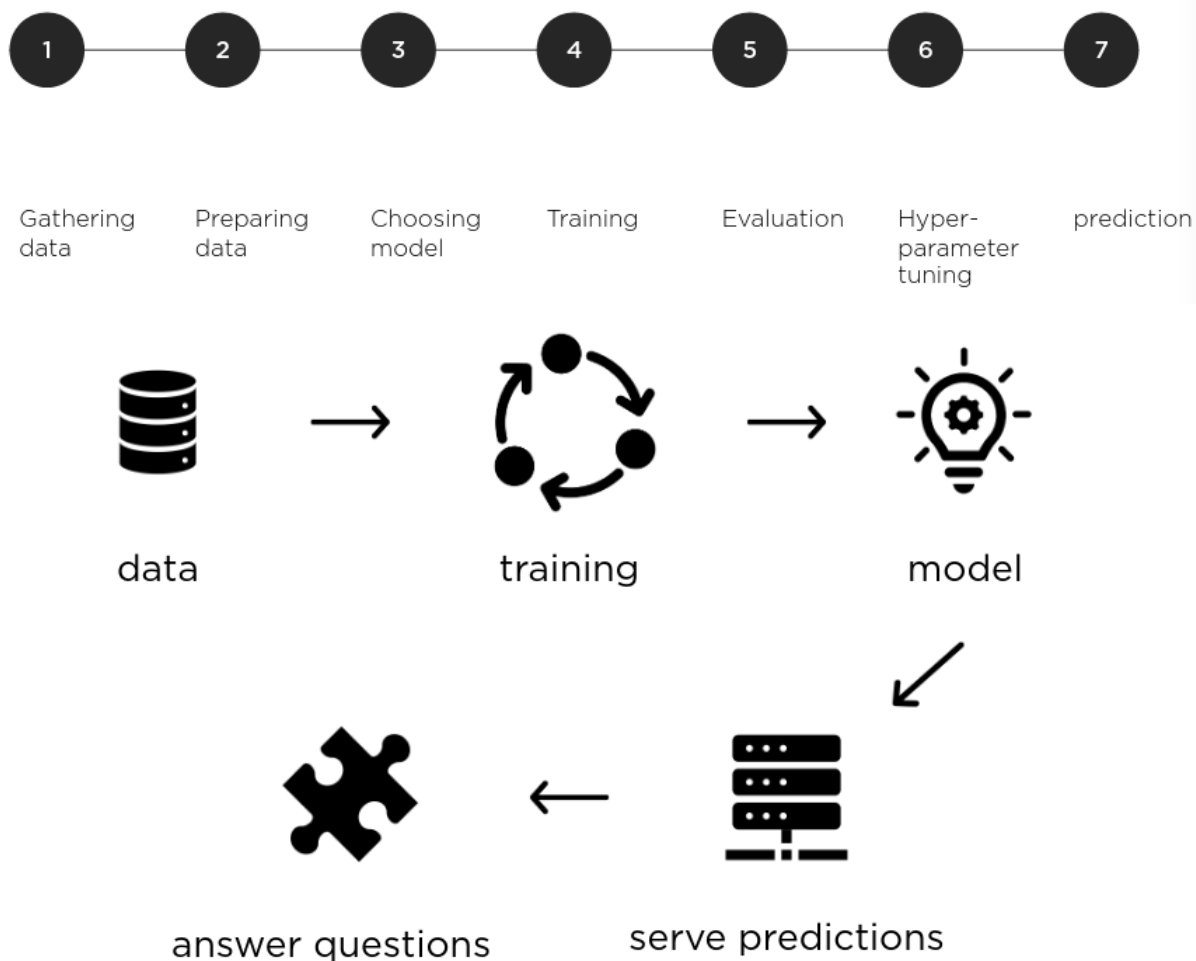 1 2 3 4 5 6 7
Gathering data
Preparing data
Choosing model
Training
Evaluation
Hyper-
parameter
tuning
prediction
data
training
model
answer questions
serve predictions